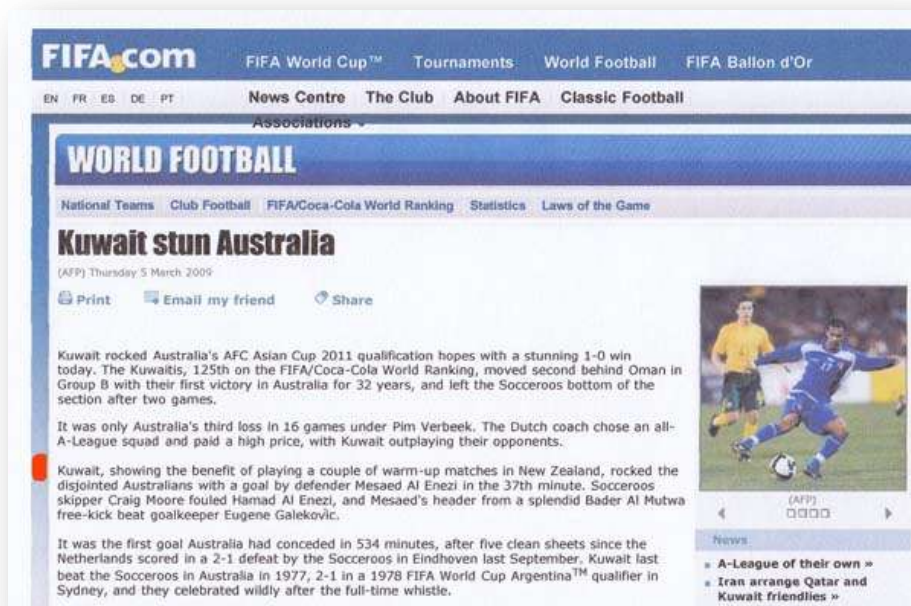 FIFA.com
FIFA World Cup™ Tournaments World Football FIFA Ballon d'Or
EN FR ES DE PT News Centre The Club About FIFA Classic Football
Associations
WORLD FOOTBALL
National Teams Club Football FIFA/Coca-Cola World Ranking Statistics Laws of the Game
Kuwait stun Australia
(AFP) Thursday 5 March 2009
Print Email my friend Share
Kuwait rocked Australia's AFC Asian Cup 2011 qualification hopes with a stunning 1-0 win
today. The Kuwaitis, 125th on the FIFA/Coca-Cola World Ranking, moved second behind Oman in
Group B with their first victory in Australia for 32 years, and left the Socceroos bottom of the
section after two games.
It was only Australia's third loss in 16 games under Pim Verbeek. The Dutch coach chose an all-
A-League squad and paid a high price, with Kuwait outplaying their opponents.
Kuwait, showing the benefit of playing a couple of warm-up matches in New Zealand, rocked the
disjointed Australians with a goal by defender Mesaed Al Enezi in the 37th minute. Socceroos
skipper Craig Moore fouled Hamad Al Enezi, and Mesaed's header from a splendid Bader Al Mutwa
free-kick beat goalkeeper Eugene Galekovic.
It was the first goal Australia had conceded in 534 minutes, after five clean sheets since the
Netherlands scored in a 2-1 defeat by the Socceroos in Eindhoven last September. Kuwait last
beat the Socceroos in Australia in 1977, 2-1 in a 1978 FIFA World Cup Argentina™ qualifier in
Sydney, and they celebrated wildly after the full-time whistle.
17
(AFP)
News
A-League of their own »
Iran arrange Qatar and
Kuwait friendlies »